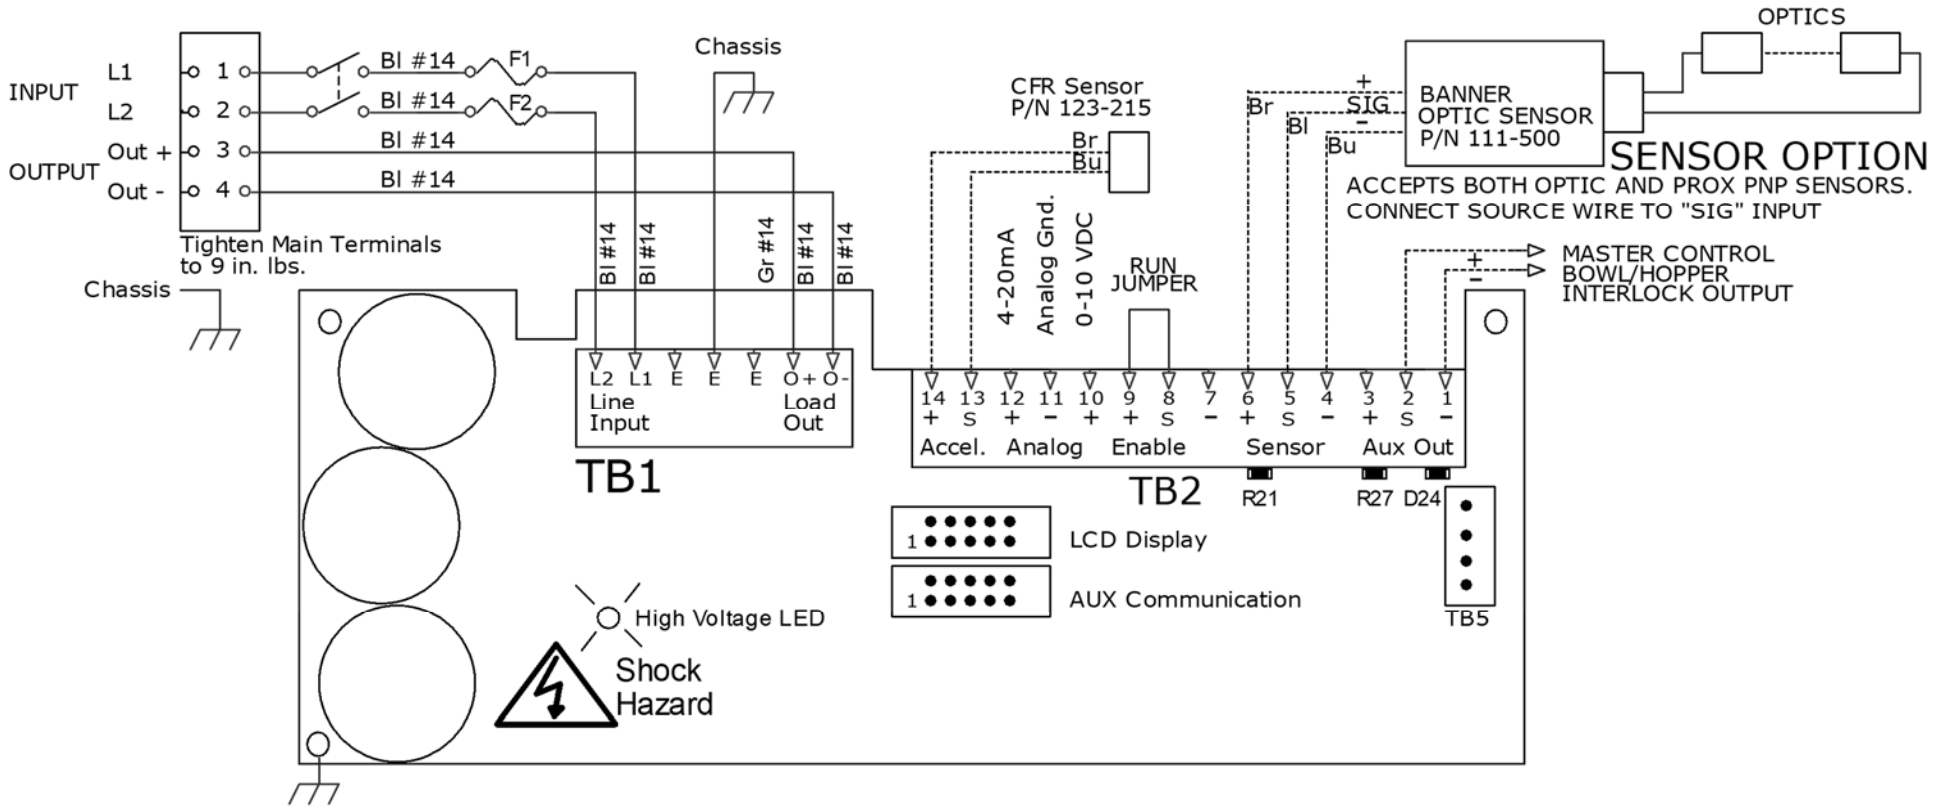 OPTICS
Chassis
INPUT
L1
1
Bl #14
F1
L2
2
Bl #14
F2
OUTPUT
Out +
3
Bl #14
Out -
4
Bl #14
Tighten Main Terminals
to 9 in. lbs.
Chassis
Bl #14
Bl #14
Gr #14
Bl #14
Bl #14
CFR Sensor
P/N 123-215
Br
Bu
4-20mA
Analog Gnd.
0-10 VDC
RUN
JUMPER
+
SIG
-
Br
Bl
Bu
BANNER
OPTIC SENSOR
P/N 111-500
SENSOR OPTION
ACCEPTS BOTH OPTIC AND PROX PNP SENSORS.
CONNECT SOURCE WIRE TO "SIG" INPUT
+
-
MASTER CONTROL
BOWL/HOPPER
INTERLOCK OUTPUT
L2 L1 E E E O+ O-
Line Load
Input Out
TB1
14 13 12 11 10 9 8 7 6 5 4 3 2 1
+ S + - + + S - + S - + S -
Accel. Analog Enable Sensor Aux Out
TB2
R21 R27 D24
1
LCD Display
1
AUX Communication
TB5
High Voltage LED
Shock
Hazard